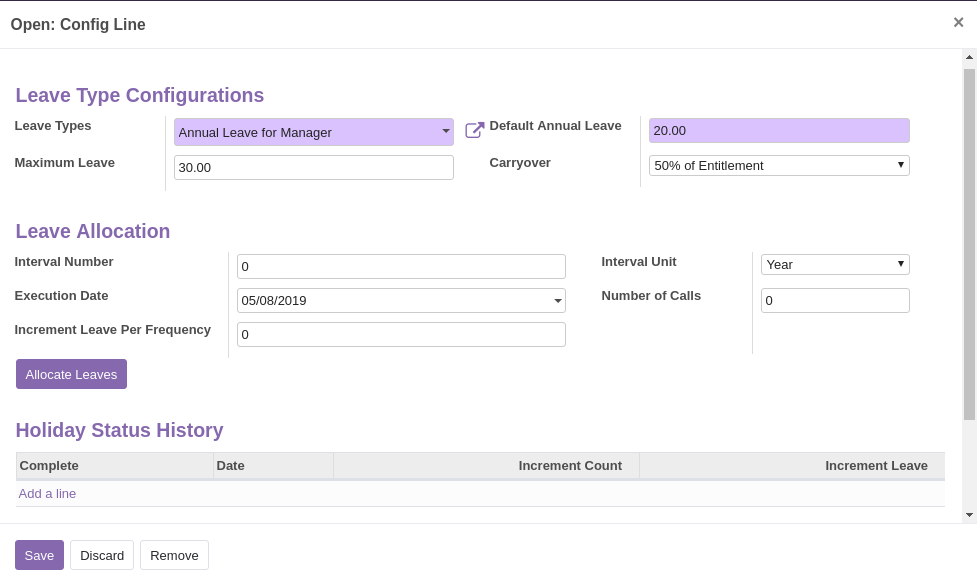 Open: Config Line
×
Leave Type Configurations
Leave Types Annual Leave for Manager Default Annual Leave 20.00
Maximum Leave 30.00 Carryover 50% of Entitlement
Leave Allocation
Interval Number 0 Interval Unit Year
Execution Date 05/08/2019 Number of Calls 0
Increment Leave Per Frequency 0
Allocate Leaves
Holiday Status History
Complete Date Increment Count Increment Leave
Add a line
Save Discard Remove